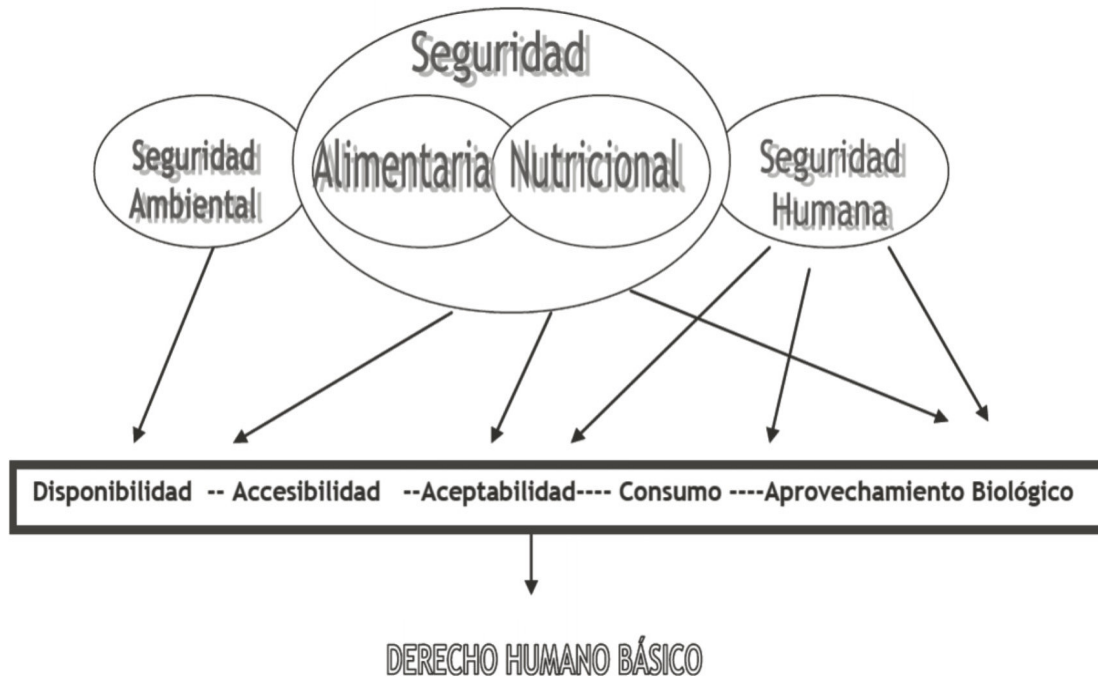 Seguridad
Seguridad
Ambiental
Alimentaria
Nutricional
Seguridad
Humana
Disponibilidad -- Accesibilidad --Aceptabilidad---- Consumo ----Aprovechamiento Biológico
DERECHO HUMANO BÁSICO